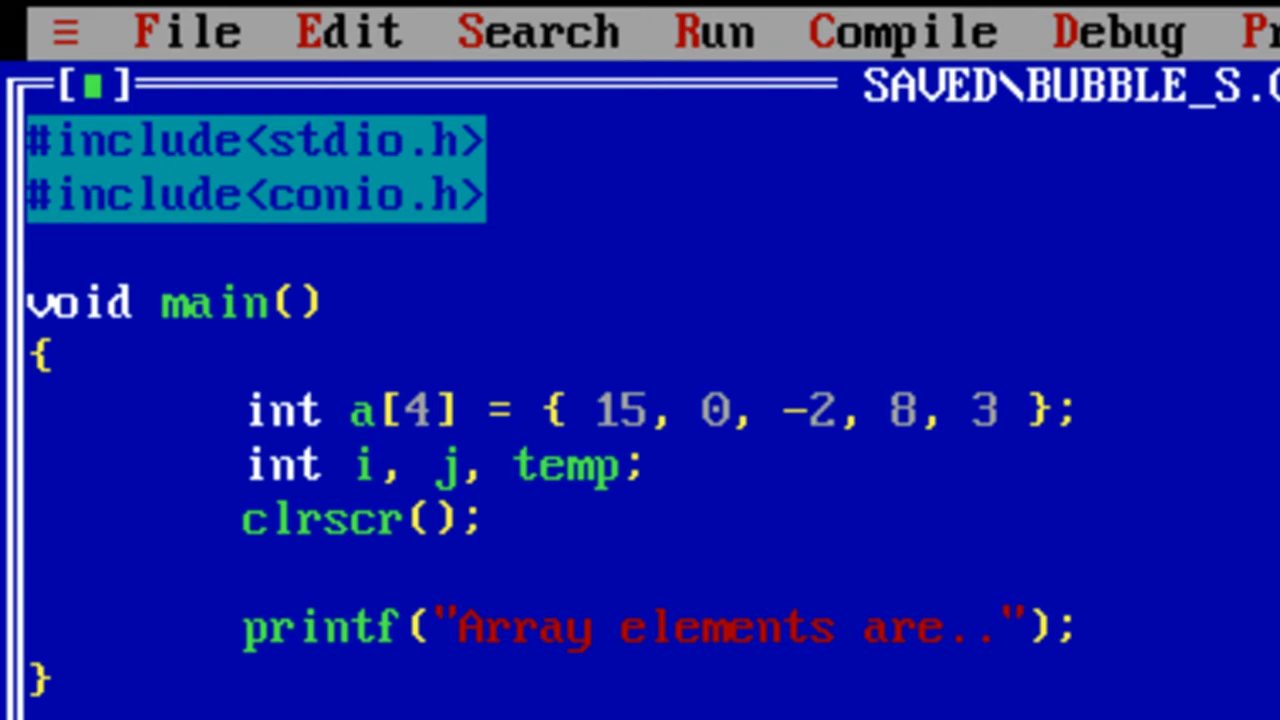 ≡ File Edit Search Run Compile Debug
[■] SAVED\BUBBLE_S.
#include<stdio.h>
#include<conio.h>
void main()
{
int a[4] = { 15, 0, -2, 8, 3 };
int i, j, temp;
clrscr();
printf("Array elements are..");
}